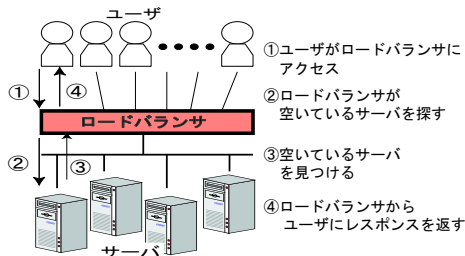 ユーザ
①ユーザがロードバランサに
アクセス
① ④
②ロードバランサが
空いているサーバを探す
ロードバランサ
② ③
③空いているサーバ
を見つける
④ロードバランサから
ユーザにレスポンスを返す
サーバ